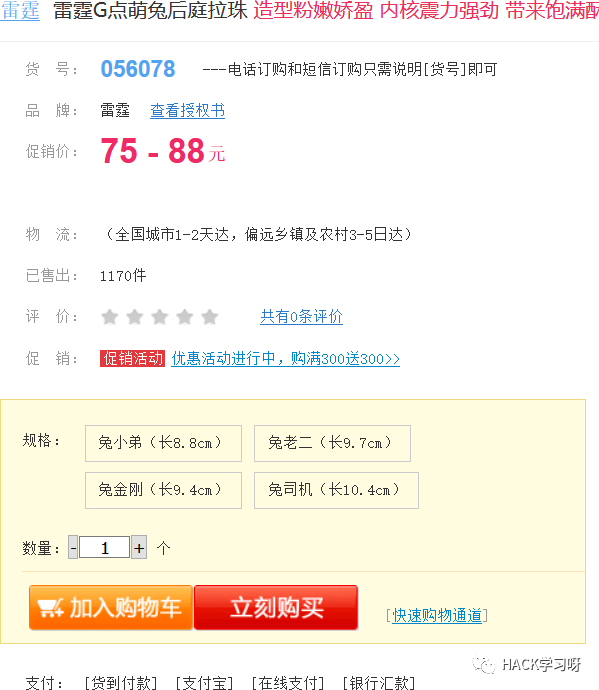 雷霆 雷霆G点萌兔后庭拉珠 造型粉嫩娇盈 内核震力强劲 带来饱满
货 号： 056078 ---电话订购和短信订购只需说明[货号]即可
品 牌： 雷霆 查看授权书
促销价： 75 - 88 元
物 流： （全国城市1-2天达，偏远乡镇及农村3-5日达）
已售出： 1170件
评 价： 共有0条评价
促 销： 促销活动 优惠活动进行中，购满300送300>>
规格： 兔小弟（长8.8cm） 兔老二（长9.7cm）
兔金刚（长9.4cm） 兔司机（长10.4cm）
数量： - 1 + 个
加入购物车 立刻购买 [快速购物通道]
HACK学习呀
支付： [货到付款] [支付宝] [在线支付] [银行汇款]